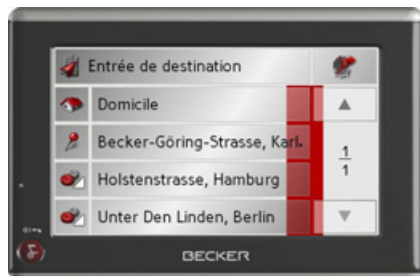 Entrée de destination
Domicile
Becker-Göring-Strasse, Karl.
1
1
Holstenstrasse, Hamburg
Unter Den Linden, Berlin
BECKER